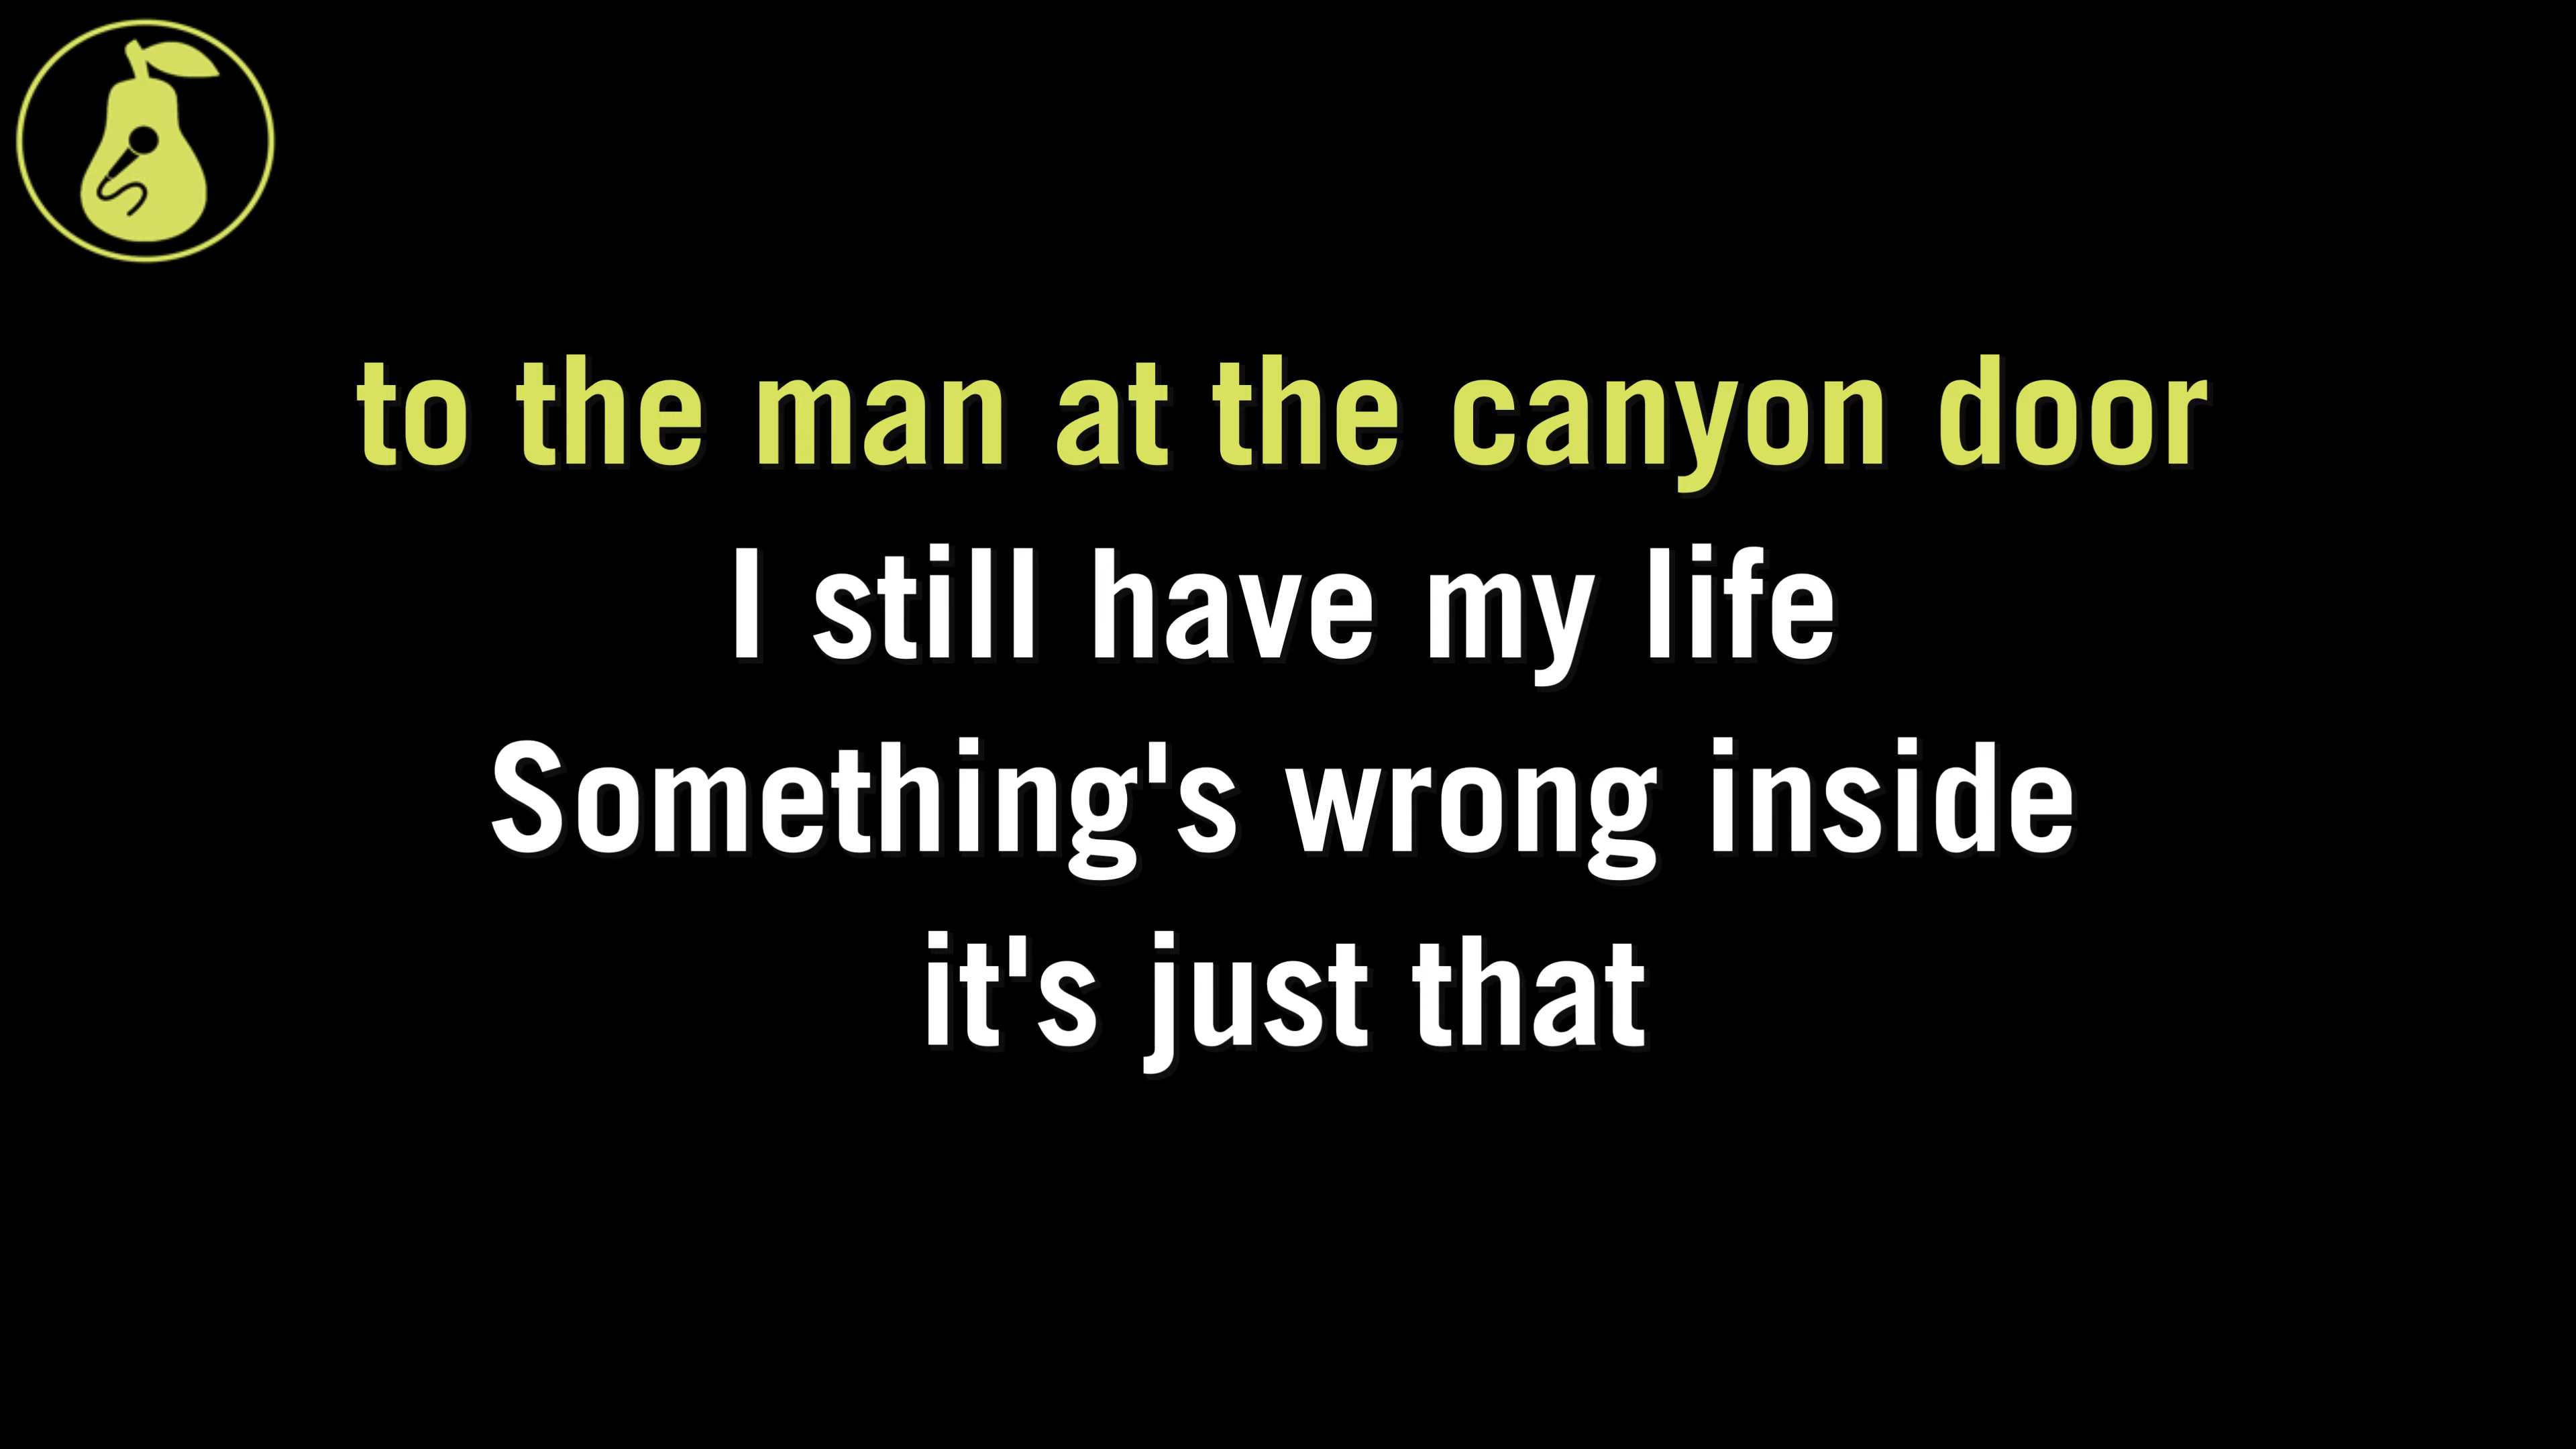 to the man at the canyon door
I still have my life
Something's wrong inside
it's just that